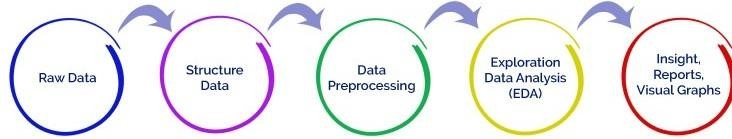 Raw Data
Structure
Data
Data
Preprocessing
Exploration
Data Analysis
(EDA)
Insight,
Reports,
Visual Graphs